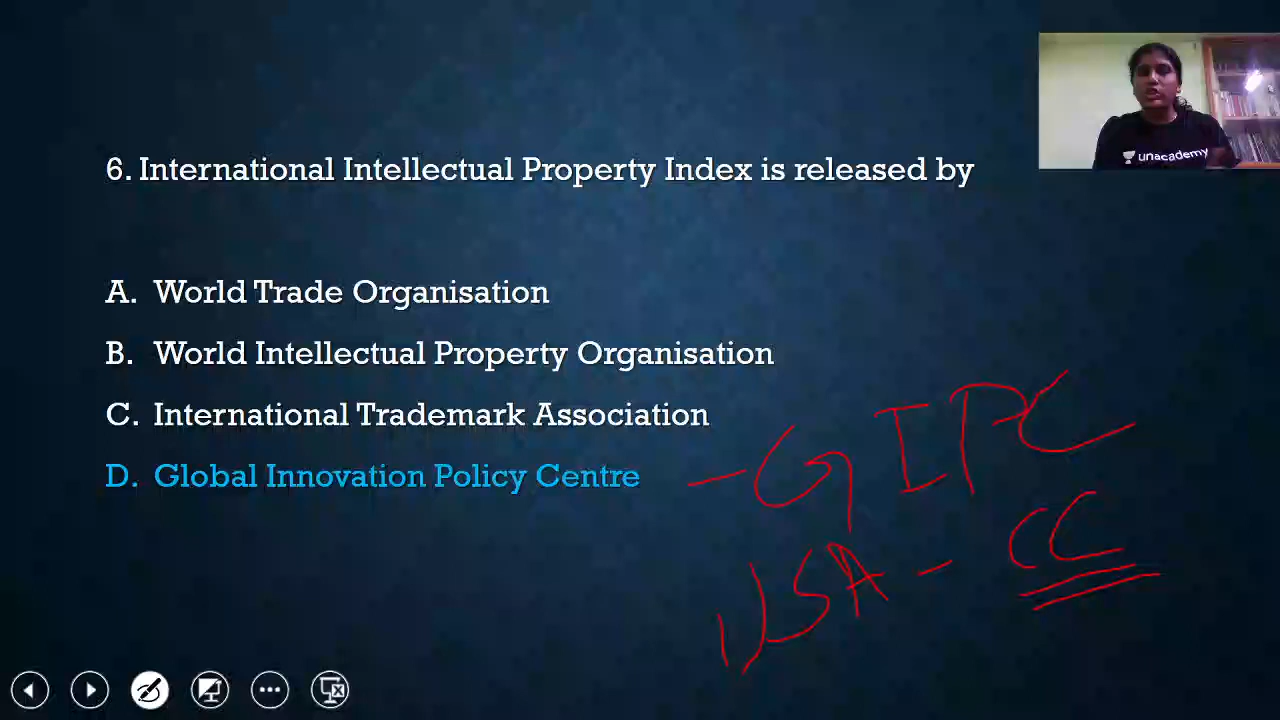 6. International Intellectual Property Index is released by
A. World Trade Organisation
B. World Intellectual Property Organisation
C. International Trademark Association
D. Global Innovation Policy Centre
- GIPC
USA - CC
unacademy